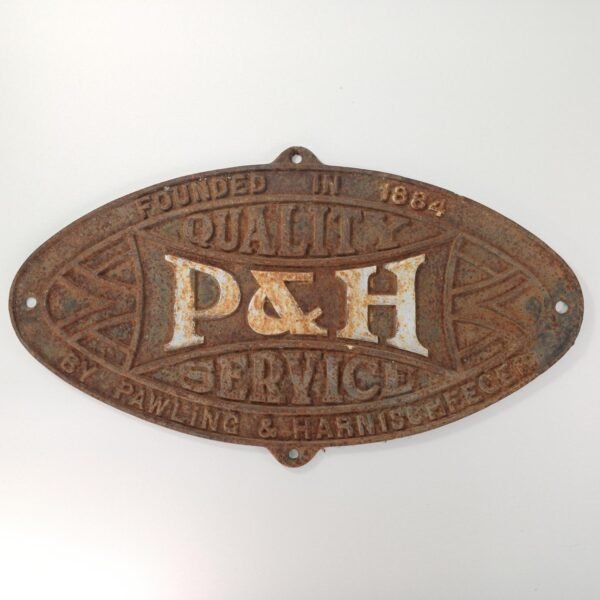 FOUNDED IN 1884
QUALITY
P&H
SERVICE
BY PAWLING & HARNISCHFEGER